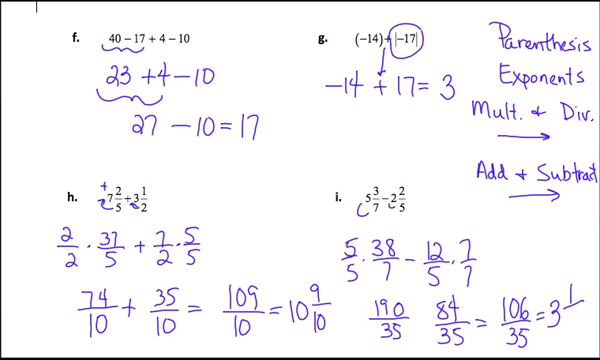 f. 40 − 17 + 4 − 10
23 + 4 − 10
27 − 10 = 17
g. (−14) + |−17|
−14 + 17 = 3
Parenthesis
Exponents
Mult. & Div.
Add + Subtract
h. 7 2/5 + 3 1/2
2/2 · 37/5 + 7/2 · 5/5
74/10 + 35/10 = 109/10 = 10 9/10
i. 5 3/7 − 2 2/5
5/5 · 38/7 − 12/5 · 7/7
190/35 84/35 = 106/35 = 3 1/